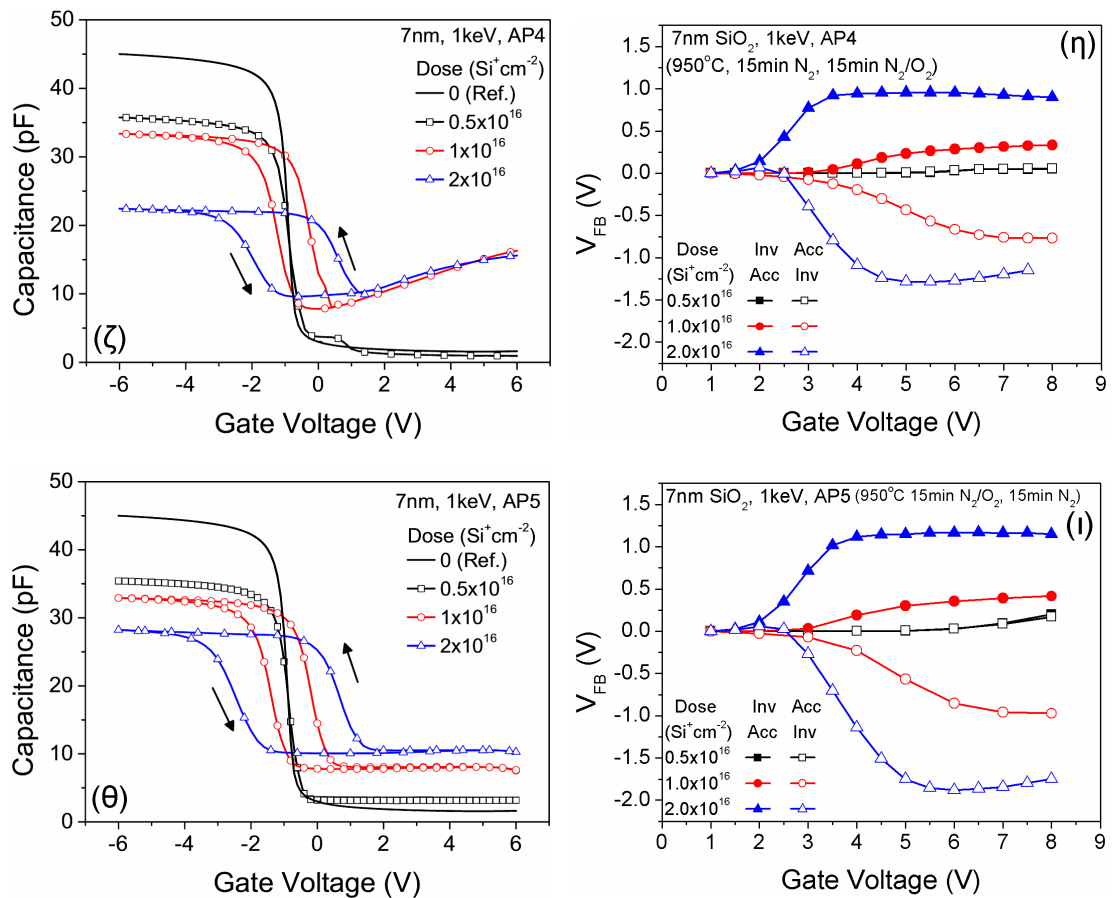 7nm, 1keV, AP4
Dose (Si⁺cm⁻²)
0 (Ref.)
0.5x10¹⁶
1x10¹⁶
2x10¹⁶
(ζ)
50
40
30
20
10
0
-6 -4 -2 0 2 4 6
Capacitance (pF)
Gate Voltage (V)
7nm SiO₂, 1keV, AP4
(η)
(950°C, 15min N₂, 15min N₂/O₂)
1.5
1.0
0.5
0.0
-0.5
-1.0
-1.5
-2.0
Dose Inv Acc
(Si⁺cm⁻²) Acc Inv
0.5x10¹⁶
1.0x10¹⁶
2.0x10¹⁶
0 1 2 3 4 5 6 7 8 9
V_FB (V)
Gate Voltage (V)
7nm, 1keV, AP5
Dose (Si⁺cm⁻²)
0 (Ref.)
0.5x10¹⁶
1x10¹⁶
2x10¹⁶
(θ)
50
40
30
20
10
0
-6 -4 -2 0 2 4 6
Capacitance (pF)
Gate Voltage (V)
7nm SiO₂, 1keV, AP5 (950°C 15min N₂/O₂, 15min N₂)
(ι)
1.5
1.0
0.5
0.0
-0.5
-1.0
-1.5
-2.0
Dose Inv Acc
(Si⁺cm⁻²) Acc Inv
0.5x10¹⁶
1.0x10¹⁶
2.0x10¹⁶
0 1 2 3 4 5 6 7 8 9
V_FB (V)
Gate Voltage (V)